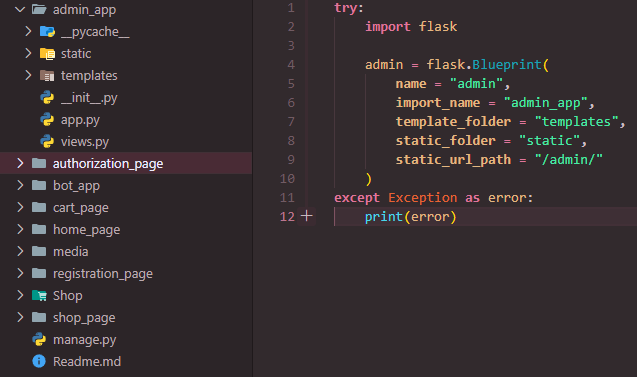 admin_app
__pycache__
static
templates
__init__.py
app.py
views.py
authorization_page
bot_app
cart_page
home_page
media
registration_page
Shop
shop_page
manage.py
Readme.md
1 try:
2     import flask
3
4     admin = flask.Blueprint(
5         name = "admin",
6         import_name = "admin_app",
7         template_folder = "templates",
8         static_folder = "static",
9         static_url_path = "/admin/"
10     )
11 except Exception as error:
12     print(error)